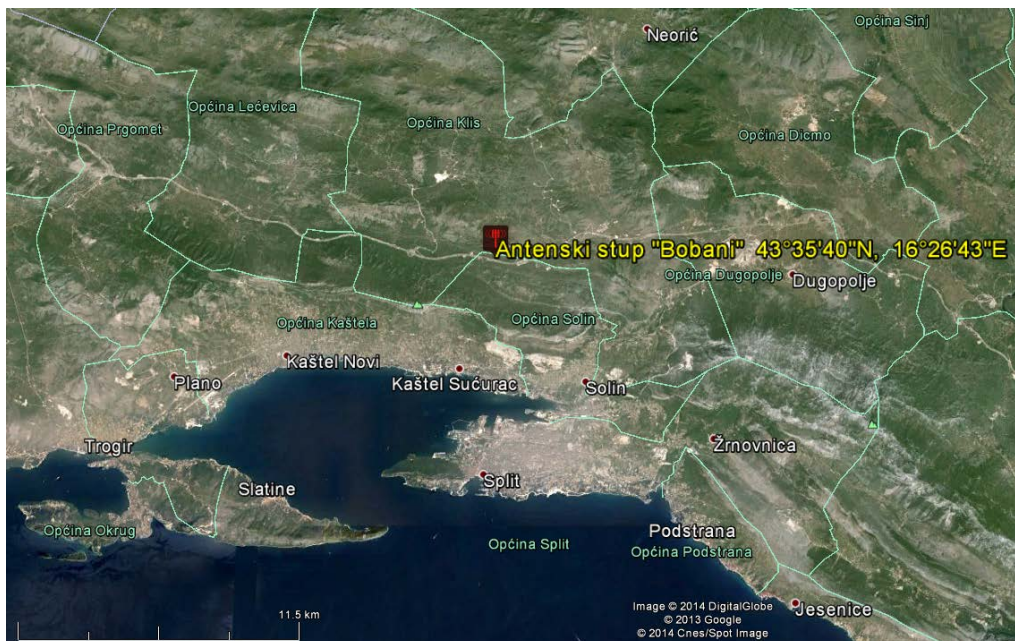 Neorić
Općina Sinj
Općina Lećevica
Općina Prgomet
Općina Klis
Općina Dicmo
Antenski stup "Bobani" 43°35'40"N, 16°26'43"E
Općina Dugopolje
Dugopolje
Općina Kaštela
Općina Solin
Kaštel Novi
Plano
Kaštel Sućurac
Solin
Trogir
Žrnovnica
Split
Slatine
Općina Okrug
Podstrana
Općina Split
Općina Podstrana
11.5 km
Image © 2014 DigitalGlobe
© 2013 Google
© 2014 Cnes/Spot Image
Jesenice